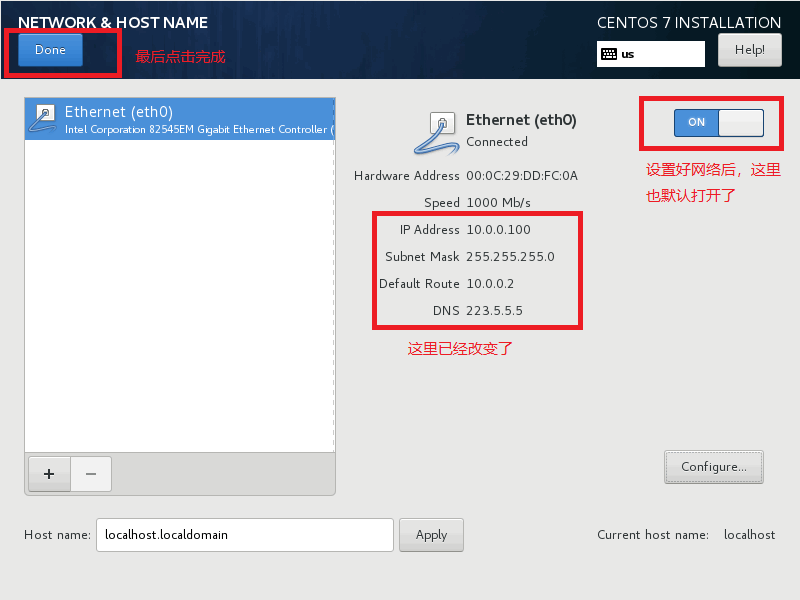 NETWORK & HOST NAME
CENTOS 7 INSTALLATION
Done
最后点击完成
us
Help!
Ethernet (eth0)
Intel Corporation 82545EM Gigabit Ethernet Controller (
Ethernet (eth0)
Connected
ON
设置好网络后，这里
也默认打开了
Hardware Address 00:0C:29:DD:FC:0A
Speed 1000 Mb/s
IP Address 10.0.0.100
Subnet Mask 255.255.255.0
Default Route 10.0.0.2
DNS 223.5.5.5
这里已经改变了
+ −
Configure...
Host name: localhost.localdomain Apply
Current host name: localhost